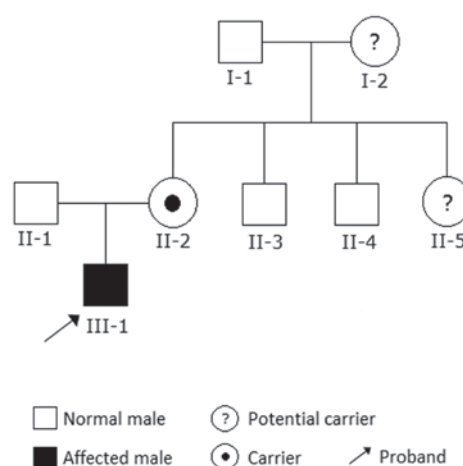 ?
I-1
I-2
?
II-1
II-2
II-3
II-4
II-5
III-1
Normal male
? Potential carrier
Affected male
Carrier
Proband